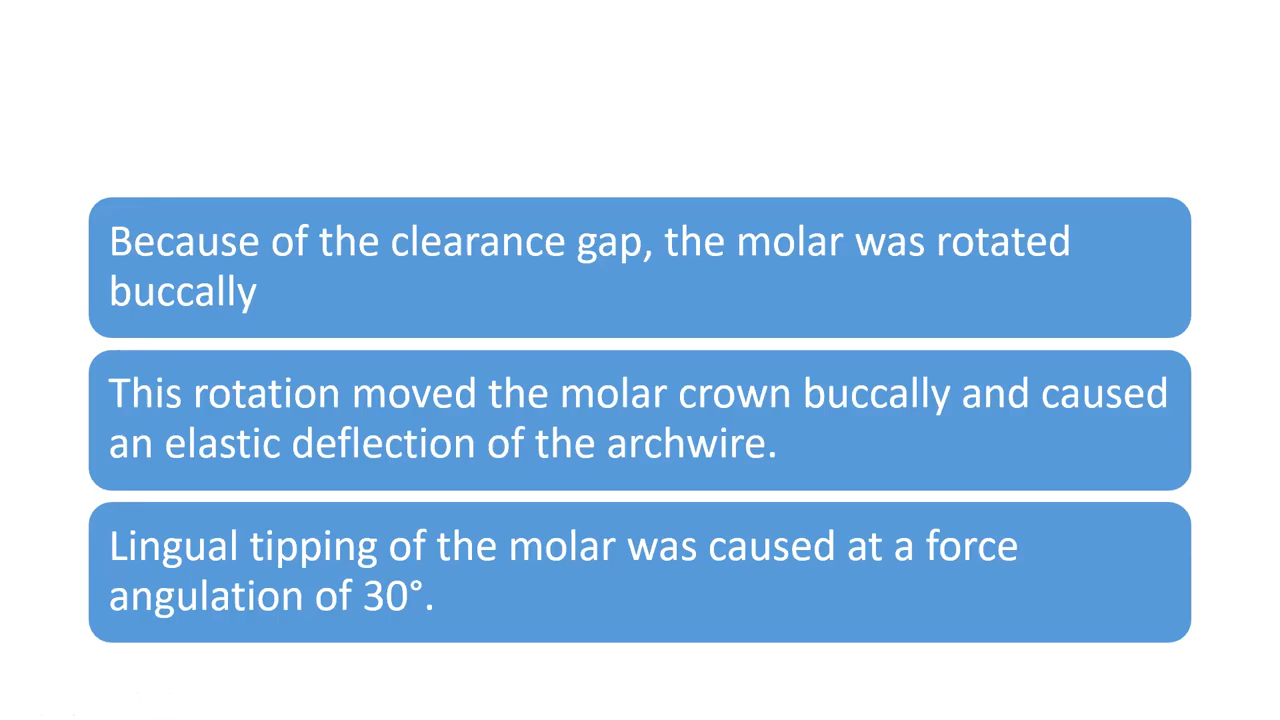 Because of the clearance gap, the molar was rotated
buccally
This rotation moved the molar crown buccally and caused
an elastic deflection of the archwire.
Lingual tipping of the molar was caused at a force
angulation of 30°.